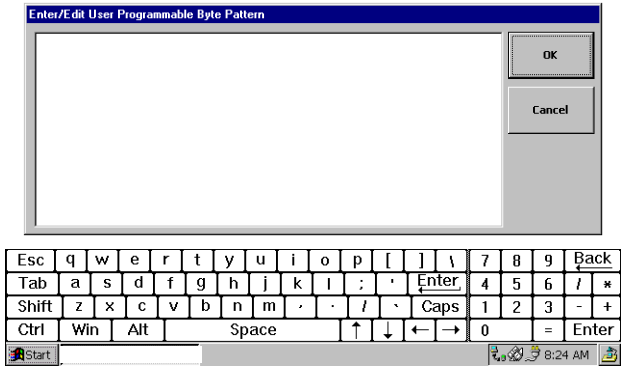 Enter/Edit User Programmable Byte Pattern
OK
Cancel
Esc q w e r t y u i o p [ ] \ 7 8 9 Back
Tab a s d f g h j k l ; ' Enter 4 5 6 / *
Shift z x c v b n m , . / ` Caps 1 2 3 - +
Ctrl Win Alt Space ↑ ↓ ← → 0 = Enter
Start 8:24 AM